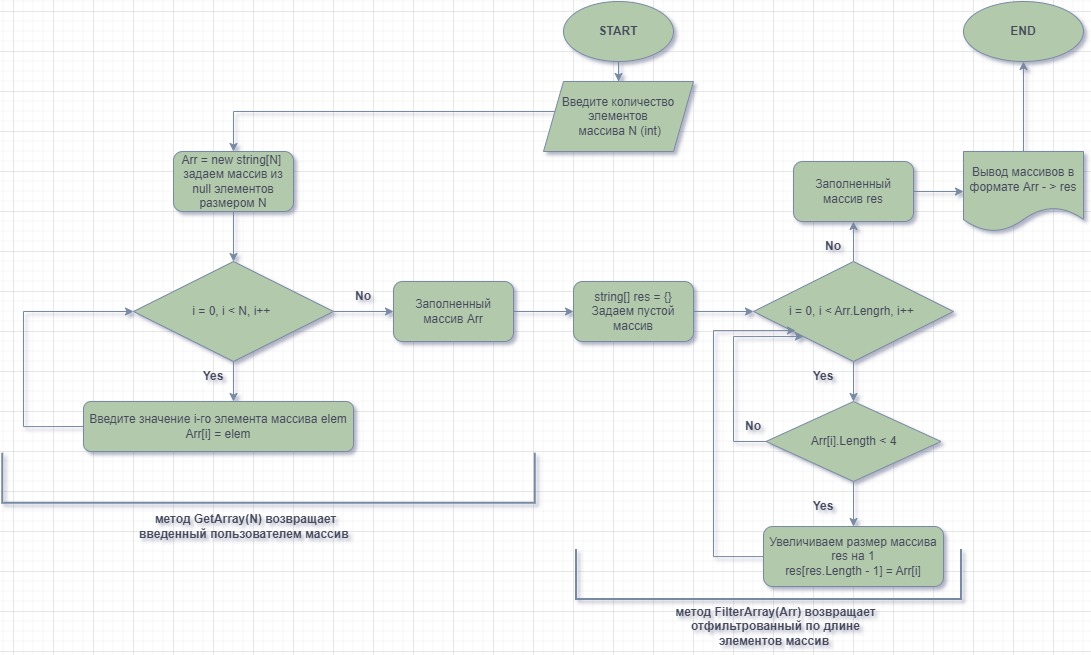 START
END
Введите количество
элементов
массива N (int)
Arr = new string[N]
задаем массив из
null элементов
размером N
Заполненный
массив res
Вывод массивов в
формате Arr - > res
No
i = 0, i < N, i++
No
Заполненный
массив Arr
string[] res = {}
Задаем пустой
массив
i = 0, i < Arr.Lengrh, i++
Yes
Yes
Введите значение i-го элемента массива elem
Arr[i] = elem
No
Arr[i].Length < 4
Yes
метод GetArray(N) возвращает
введенный пользователем массив
Увеличиваем размер массива
res на 1
res[res.Length - 1] = Arr[i]
метод FilterArray(Arr) возвращает
отфильтрованный по длине
элементов массив